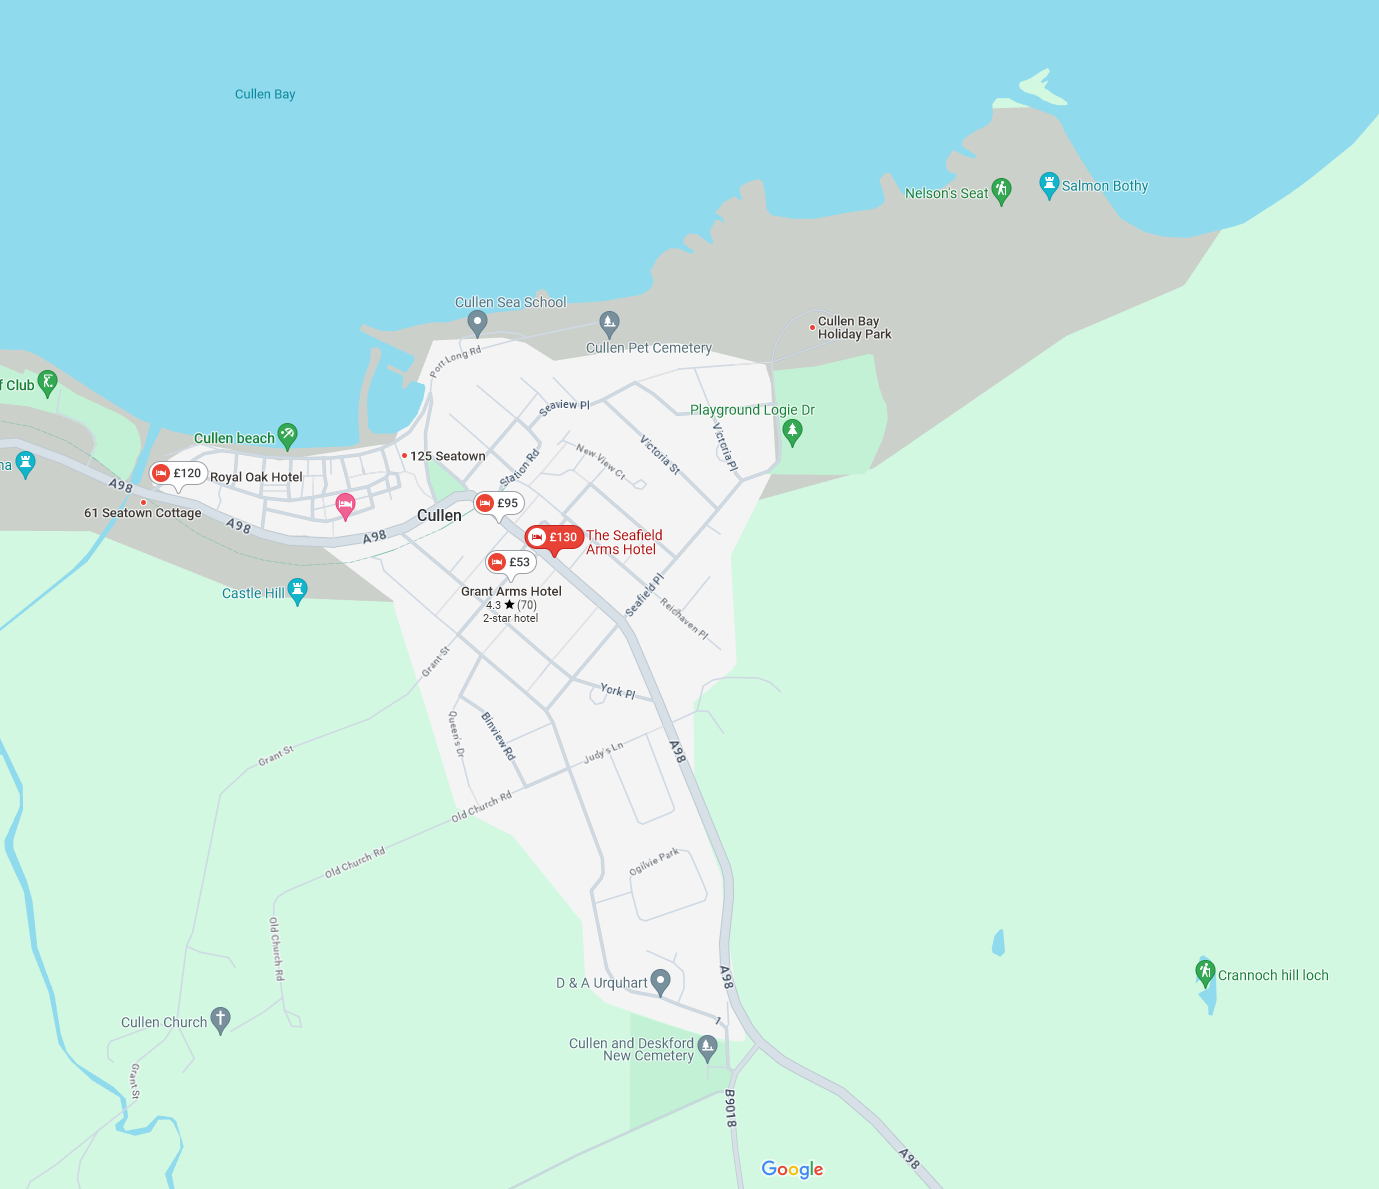 Cullen Bay
Nelson's Seat
Salmon Bothy
Cullen Sea School
Cullen Bay
Holiday Park
Cullen Pet Cemetery
Port Long Rd
f Club
Seaview Pl
Playground Logie Dr
Cullen beach
Victoria St
Victoria Pl
125 Seatown
New View Ct
Station Rd
na
£120
Royal Oak Hotel
A98
61 Seatown Cottage
£95
Cullen
A98
A98
£130
The Seafield
Arms Hotel
£53
Castle Hill
Grant Arms Hotel
4.3 ★ (70)
2-star hotel
Seafield Pl
Reichaven Pl
Grant St
York Pl
Queen's Dr
Binview Rd
Grant St
Judy's Ln
A98
Old Church Rd
Old Church Rd
Ogilvie Park
Old Church Rd
Crannoch hill loch
D & A Urquhart
A98
Cullen Church
Cullen and Deskford
New Cemetery
Grant St
B9018
A98
Google